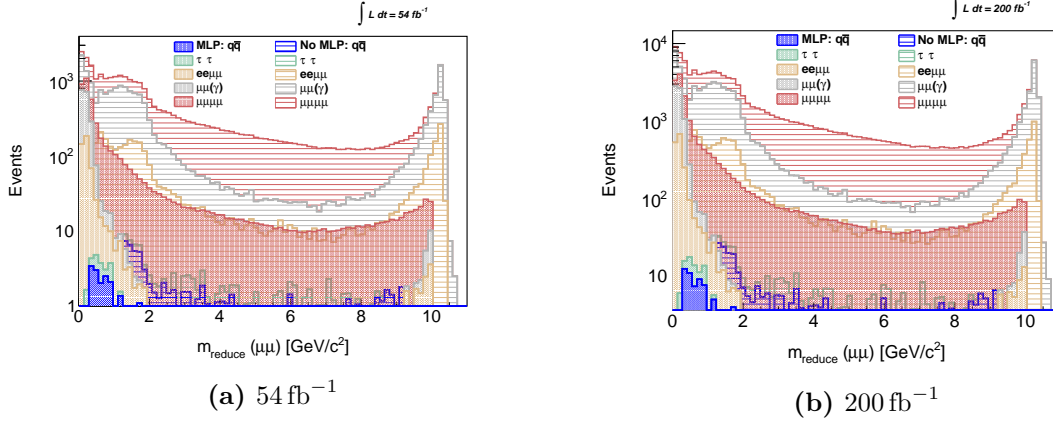 ∫ L dt = 54 fb⁻¹
MLP: qq̄
No MLP: qq̄
τ τ
τ τ
eeμμ
eeμμ
μμ(γ)
μμ(γ)
μμμμ
μμμμ
Events
10³
10²
10
1
0 2 4 6 8 10
m_reduce (μμ) [GeV/c²]
(a) 54 fb⁻¹
∫ L dt = 200 fb⁻¹
MLP: qq̄
No MLP: qq̄
τ τ
τ τ
eeμμ
eeμμ
μμ(γ)
μμ(γ)
μμμμ
μμμμ
Events
10⁴
10³
10²
10
0 2 4 6 8 10
m_reduce (μμ) [GeV/c²]
(b) 200 fb⁻¹